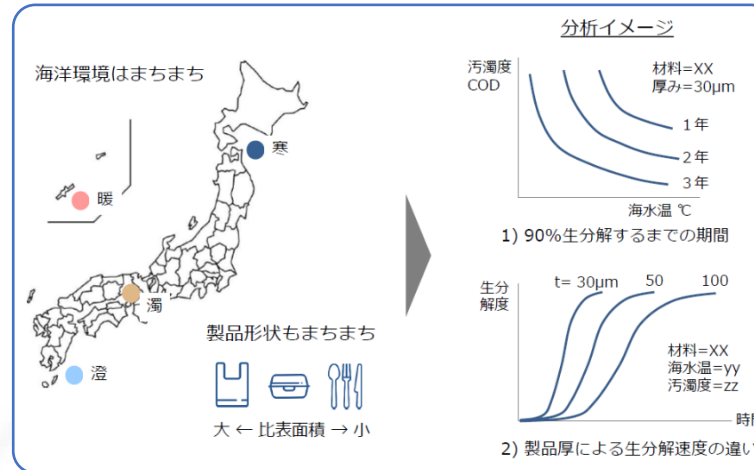 海洋環境はまちまち
寒
暖
濁
澄
製品形状もまちまち
大 ← 比表面積 → 小
分析イメージ
汚濁度
COD
材料=XX
厚み=30μm
1年
2年
3年
海水温 ℃
1) 90%生分解するまでの期間
生分
解度
t= 30μm 50 100
材料=XX
海水温=yy
汚濁度=zz
時間
2) 製品厚による生分解速度の違い